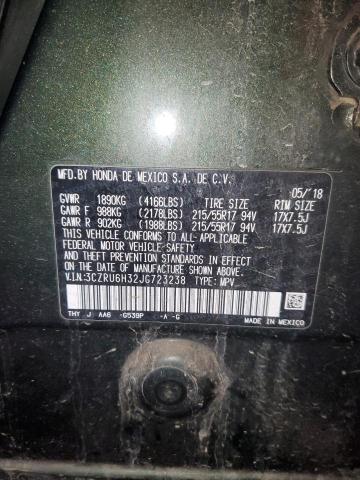 MFD.BY HONDA DE MEXICO S.A. DE C.V.
05/'18
GVWR 1890KG (4166LBS) TIRE SIZE RIM SIZE
GAWR F 988KG (2178LBS) 215/55R17 94V 17X7.5J
GAWR R 902KG (1988LBS) 215/55R17 94V 17X7.5J
THIS VEHICLE CONFORMS TO ALL APPLICABLE
FEDERAL MOTOR VEHICLE SAFETY, BUMPER,
AND THEFT PREVENTION STANDARDS IN EFFECT
ON THE DATE OF MANUFACTURE SHOWN ABOVE.
V.I.N:3CZRU6H32JG723238 TYPE: MPV
THY J AA6 -G539P -A -G
MADE IN MEXICO